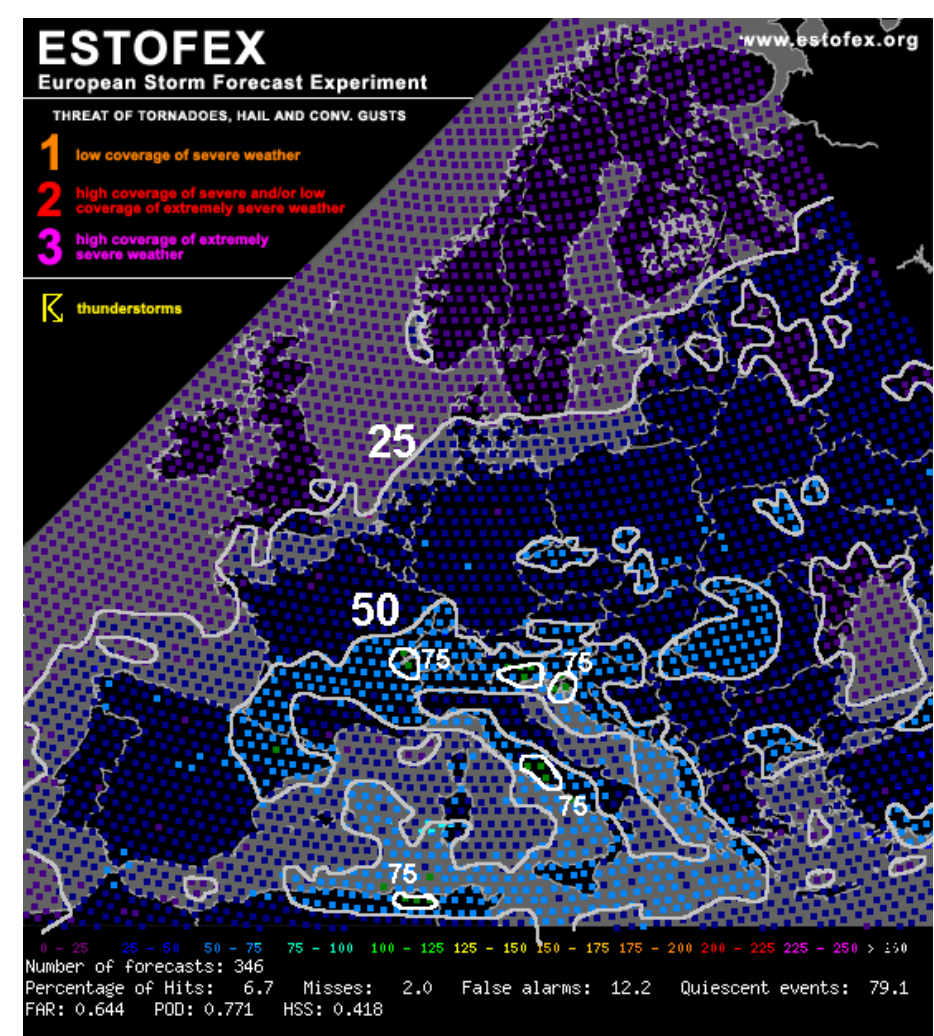 ESTOFEX
www.estofex.org
European Storm Forecast Experiment
THREAT OF TORNADOES, HAIL AND CONV. GUSTS
1 low coverage of severe weather
2 high coverage of severe and/or low
coverage of extremely severe weather
3 high coverage of extremely
severe weather
thunderstorms
25
50
75
75
75
75
0 - 25 25 - 50 50 - 75 75 - 100 100 - 125 125 - 150 150 - 175 175 - 200 200 - 225 225 - 250 >
Number of forecasts: 346
Percentage of Hits: 6.7 Misses: 2.0 False alarms: 12.2 Quiescent events: 79.1
FAR: 0.644 POD: 0.771 HSS: 0.418